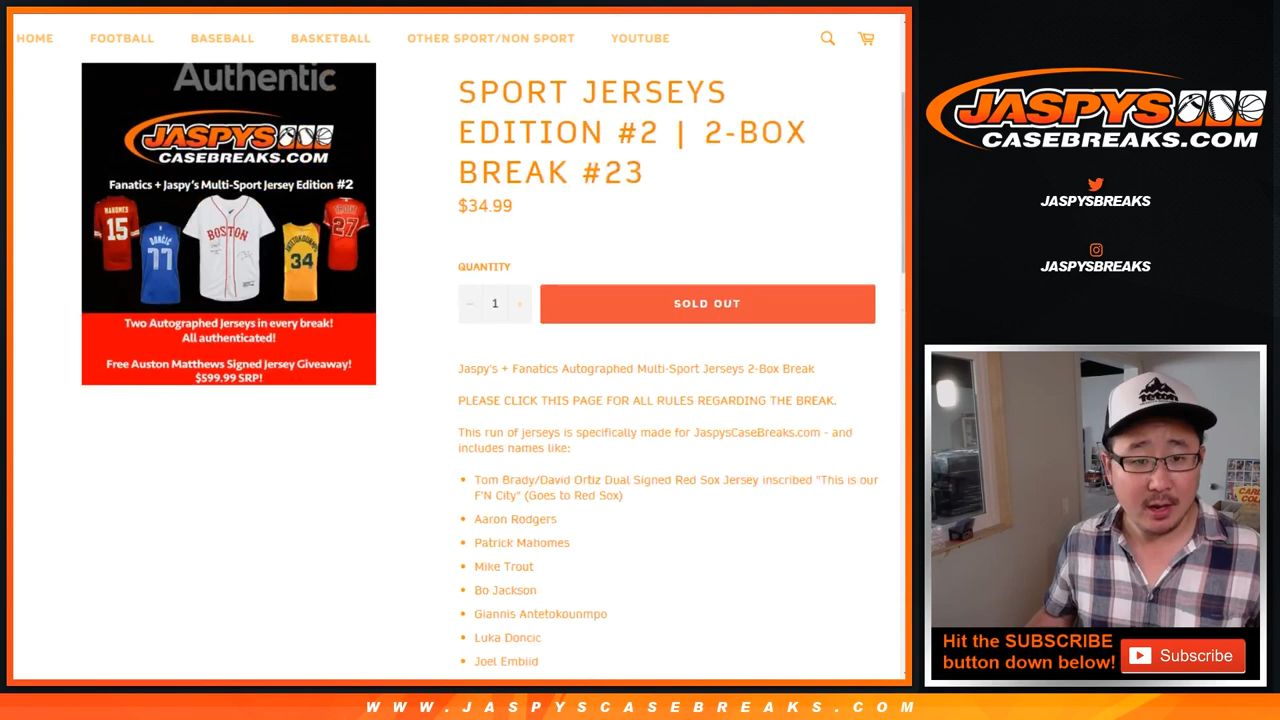 HOME FOOTBALL BASEBALL BASKETBALL OTHER SPORT/NON SPORT YOUTUBE
Authentic
JASPYS
CASEBREAKS.COM
Fanatics + Jaspy's Multi-Sport Jersey Edition #2
MAHOMES
15
DONČIĆ
77
BOSTON
ANTETOKOUNMPO
34
TROUT
27
Two Autographed Jerseys in every break!
All authenticated!
Free Auston Matthews Signed Jersey Giveaway!
$599.99 SRP!
SPORT JERSEYS
EDITION #2 | 2-BOX
BREAK #23
$34.99
QUANTITY
− 1 +
SOLD OUT
Jaspy's + Fanatics Autographed Multi-Sport Jerseys 2-Box Break
PLEASE CLICK THIS PAGE FOR ALL RULES REGARDING THE BREAK.
This run of jerseys is specifically made for JaspysCaseBreaks.com - and
includes names like:
• Tom Brady/David Ortiz Dual Signed Red Sox Jersey inscribed "This is our
F'N City" (Goes to Red Sox)
• Aaron Rodgers
• Patrick Mahomes
• Mike Trout
• Bo Jackson
• Giannis Antetokounmpo
• Luka Doncic
• Joel Embiid
JASPYS
CASEBREAKS.COM
JASPYSBREAKS
JASPYSBREAKS
teton
Hit the SUBSCRIBE
button down below!
Subscribe
WWW.JASPYSCASEBREAKS.COM